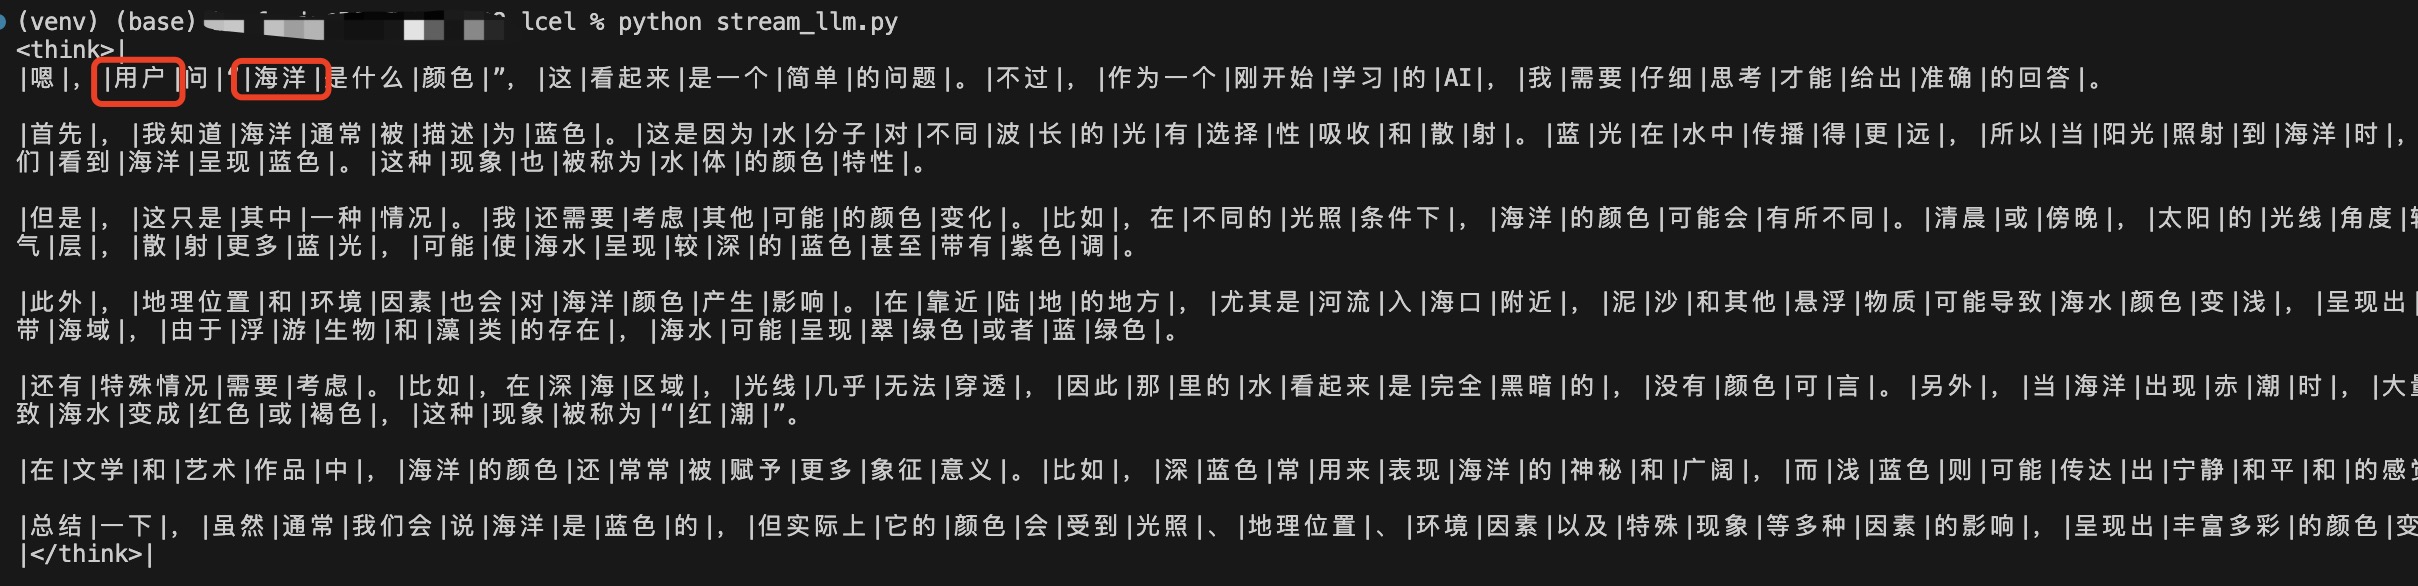 (venv) (base) lcel % python stream_llm.py
<think>|
|嗯|，|用户|问|“|海洋|是什么|颜色|”，|这|看起来|是一个|简单|的问题|。|不过|，|作为一个|刚开始|学习|的|AI|，|我|需要|仔细|思考|才能|给出|准确|的回答|。
|首先|，|我知道|海洋|通常|被|描述|为|蓝色|。|这是因为|水|分子|对|不同|波|长|的|光|有|选择|性|吸收|和|散|射|。|蓝|光|在|水中|传播|得|更|远|，|所以|当|阳光|照射|到|海洋|时|，
们|看到|海洋|呈现|蓝色|。|这种|现象|也|被称为|水|体|的颜色|特性|。
|但是|，|这只是|其中|一种|情况|。|我|还需要|考虑|其他|可能|的颜色|变化|。|比如|，在|不同的|光照|条件下|，|海洋|的颜色|可能会|有所不同|。|清晨|或|傍晚|，|太阳|的|光线|角度|
气|层|，|散|射|更多|蓝|光|，|可能|使|海水|呈现|较|深|的|蓝色|甚至|带有|紫色|调|。
|此外|，|地理位置|和|环境|因素|也会|对|海洋|颜色|产生|影响|。|在|靠近|陆|地|的地方|，|尤其是|河流|入|海口|附近|，|泥|沙|和其他|悬浮|物质|可能导致|海水|颜色|变|浅|，|呈现出|
带|海域|，|由于|浮|游|生物|和|藻|类|的存在|，|海水|可能|呈现|翠|绿色|或者|蓝|绿色|。
|还有|特殊情况|需要|考虑|。|比如|，在|深|海|区域|，|光线|几乎|无法|穿透|，|因此|那|里的|水|看起来|是|完全|黑暗|的|，|没有|颜色|可|言|。|另外|，|当|海洋|出现|赤|潮|时|，|大量
致|海水|变成|红色|或|褐色|，|这种|现象|被称为|“|红|潮|”。
|在|文学|和|艺术|作品|中|，|海洋|的颜色|还|常常|被|赋予|更多|象征|意义|。|比如|，|深|蓝色|常|用来|表现|海洋|的|神秘|和|广阔|，|而|浅|蓝色|则|可能|传达|出|宁静|和平|和|的感觉
|总结|一下|，|虽然|通常|我们会|说|海洋|是|蓝色|的|，|但实际上|它的|颜色|会|受到|光照|、|地理位置|、|环境|因素|以及|特殊|现象|等多种|因素|的影响|，|呈现出|丰富多彩|的颜色|变
|</think>|